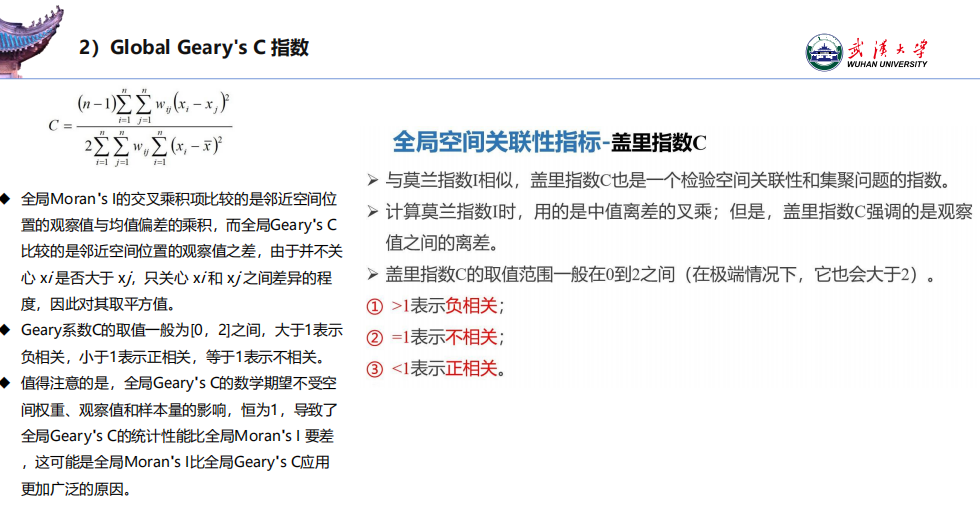 2）Global Geary's C 指数
武汉大学
WUHAN UNIVERSITY
C = \frac{(n-1)\sum_{i=1}^{n}\sum_{j=1}^{n} w_{ij}(x_i - x_j)^2}{2\sum_{i=1}^{n}\sum_{j=1}^{n} w_{ij}\sum_{i=1}^{n}(x_i - \bar{x})^2}
◆ 全局Moran's I的交叉乘积项比较的是邻近空间位
置的观察值与均值偏差的乘积，而全局Geary's C
比较的是邻近空间位置的观察值之差，由于并不关
心 xi 是否大于 xj，只关心 xi 和 xj 之间差异的程
度，因此对其取平方值。
◆ Geary系数C的取值一般为[0，2]之间，大于1表示
负相关，小于1表示正相关，等于1表示不相关。
◆ 值得注意的是，全局Geary's C的数学期望不受空
间权重、观察值和样本量的影响，恒为1，导致了
全局Geary's C的统计性能比全局Moran's I 要差
，这可能是全局Moran's I比全局Geary's C应用
更加广泛的原因。
全局空间关联性指标-盖里指数C
➢ 与莫兰指数I相似，盖里指数C也是一个检验空间关联性和集聚问题的指数。
➢ 计算莫兰指数I时，用的是中值离差的叉乘；但是，盖里指数C强调的是观察
值之间的离差。
➢ 盖里指数C的取值范围一般在0到2之间（在极端情况下，它也会大于2）。
① >1表示负相关；
② =1表示不相关；
③ <1表示正相关。